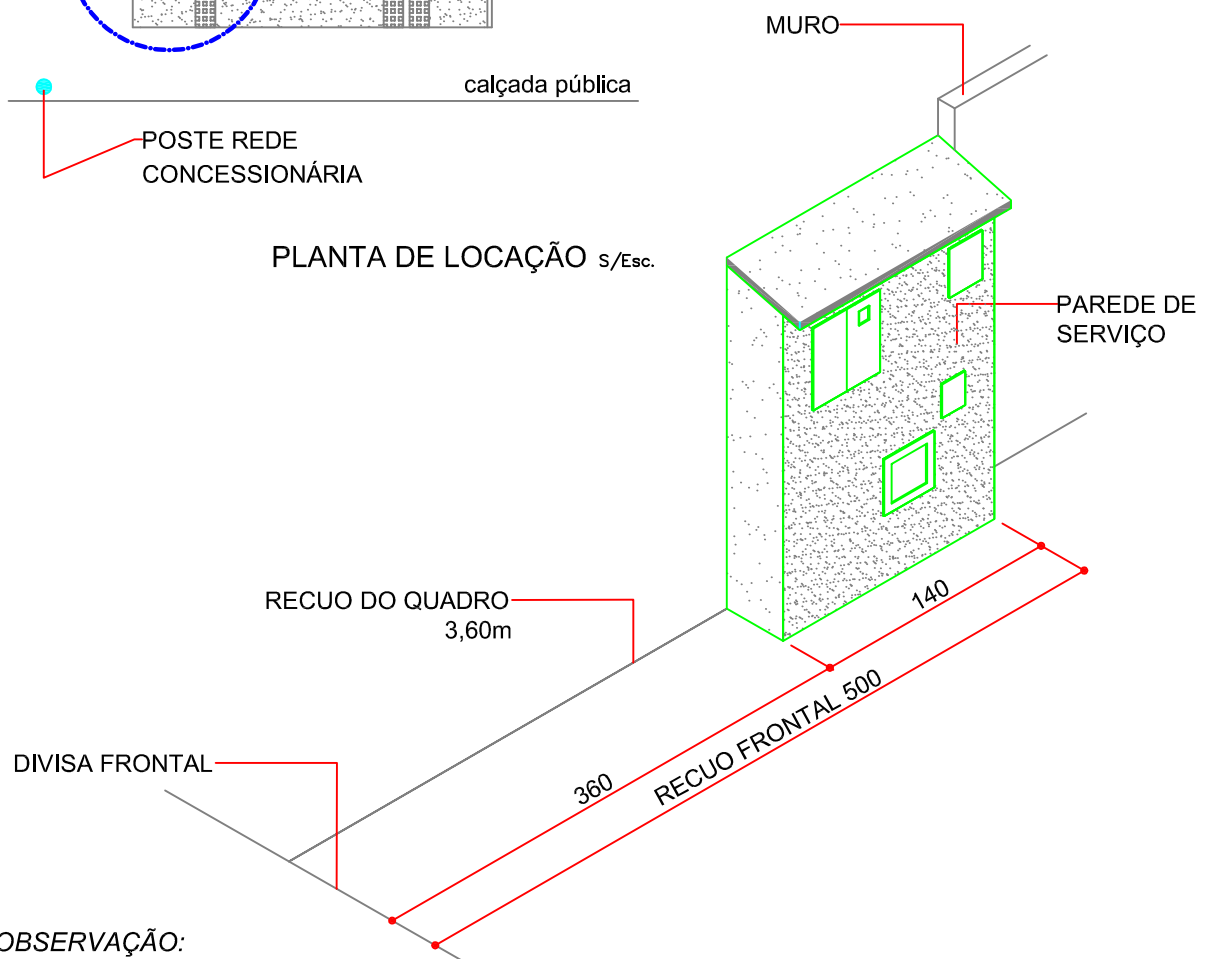 MURO
calçada pública
POSTE REDE
CONCESSIONÁRIA
PLANTA DE LOCAÇÃO S/Esc.
PAREDE DE
SERVIÇO
RECUO DO QUADRO
3,60m
140
RECUO FRONTAL 500
360
DIVISA FRONTAL
OBSERVAÇÃO: